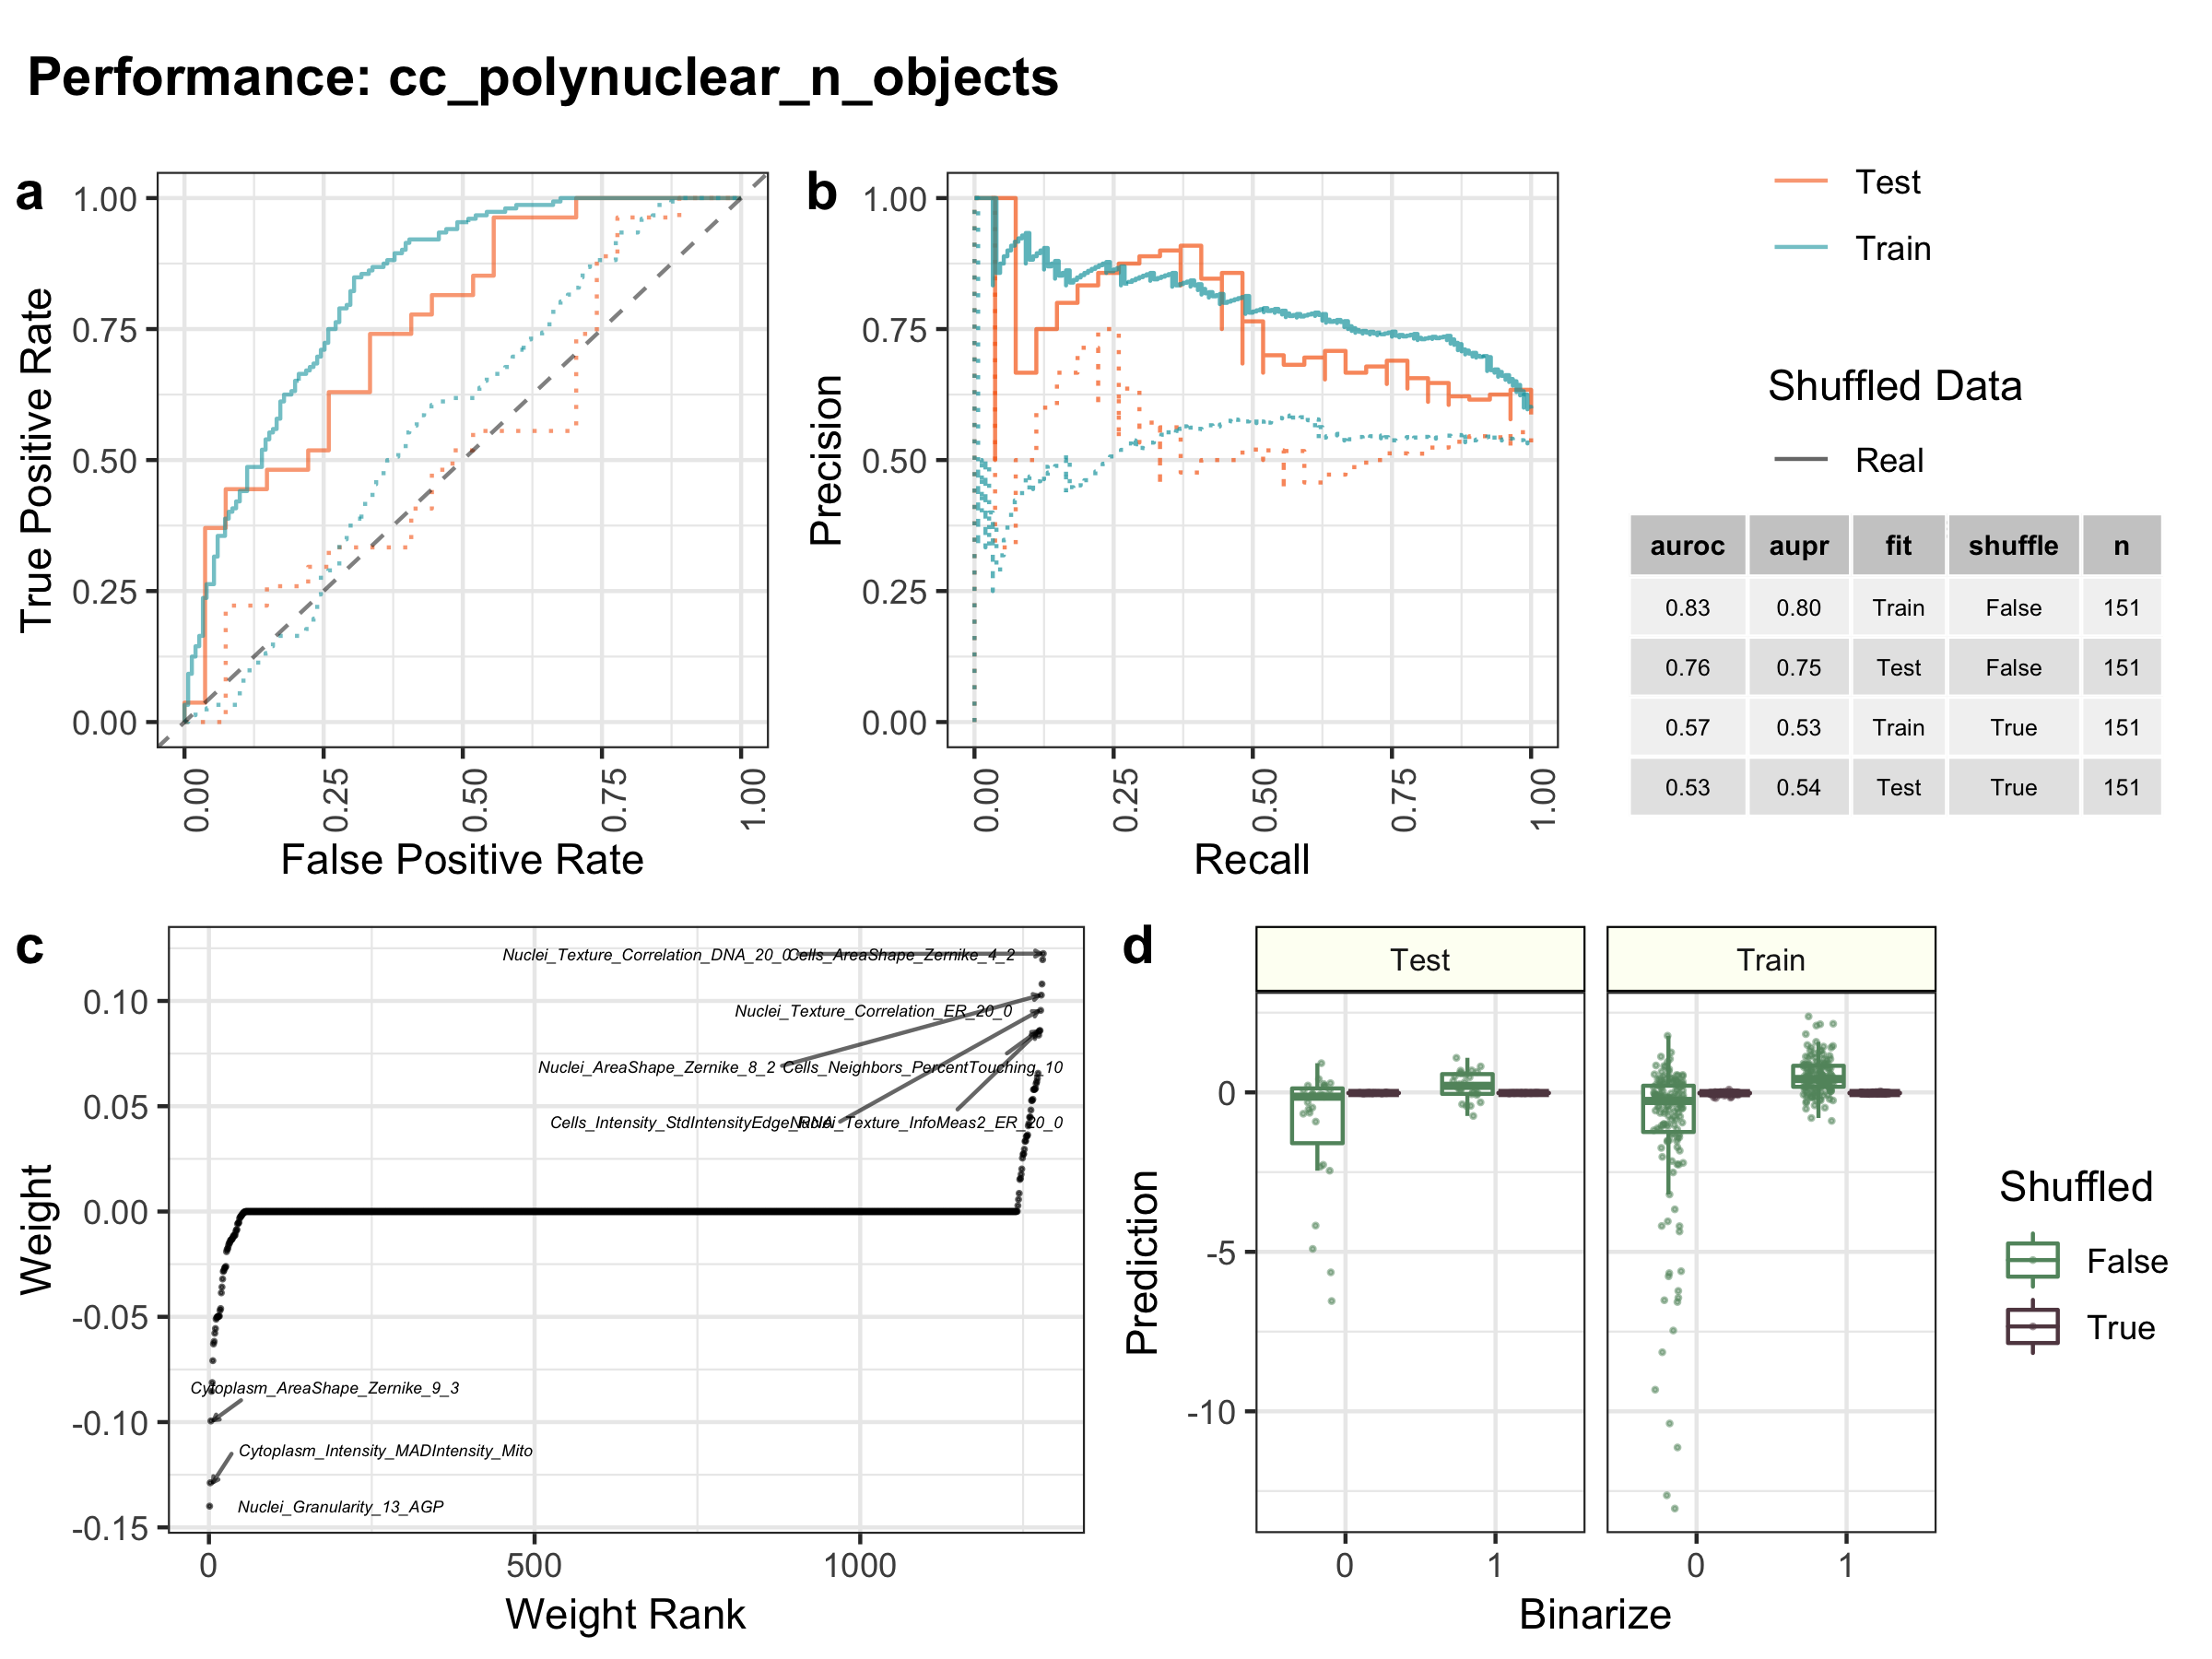 Performance: cc_polynuclear_n_objects
a
1.00
0.75
0.50
0.25
0.00
True Positive Rate
0.00
0.25
0.50
0.75
1.00
False Positive Rate
b
1.00
0.75
0.50
0.25
0.00
Precision
0.00
0.25
0.50
0.75
1.00
Recall
Test
Train
Shuffled Data
Real
auroc aupr fit shuffle n
0.83 0.80 Train False 151
0.76 0.75 Test False 151
0.57 0.53 Train True 151
0.53 0.54 Test True 151
c
0.10
0.05
0.00
-0.05
-0.10
-0.15
Weight
Nuclei_Texture_Correlation_DNA_20_0
Cells_AreaShape_Zernike_4_2
Nuclei_Texture_Correlation_ER_20_0
Nuclei_AreaShape_Zernike_8_2
Cells_Neighbors_PercentTouching_10
Cells_Intensity_StdIntensityEdge_RNA
Nuclei_Texture_InfoMeas2_ER_20_0
Cytoplasm_AreaShape_Zernike_9_3
Cytoplasm_Intensity_MADIntensity_Mito
Nuclei_Granularity_13_AGP
0
500
1000
Weight Rank
d
Test
Train
0
-5
-10
Prediction
0
1
0
1
Binarize
Shuffled
False
True